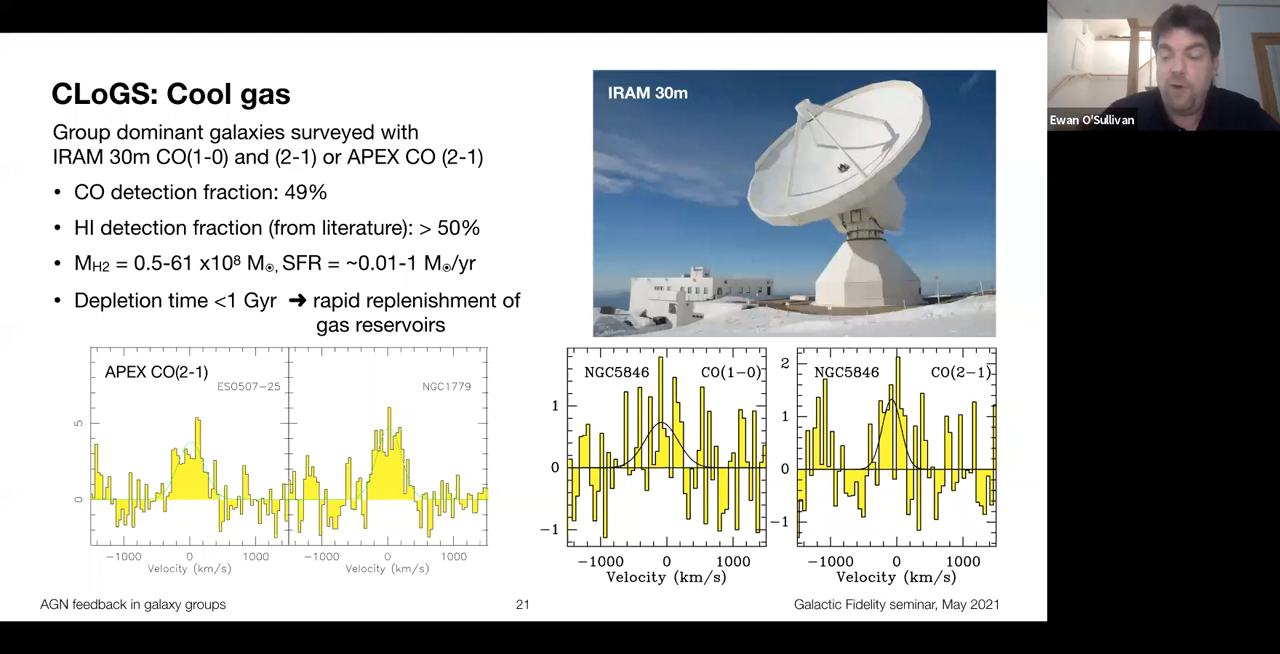 CLoGS: Cool gas
Group dominant galaxies surveyed with
IRAM 30m CO(1-0) and (2-1) or APEX CO (2-1)
• CO detection fraction: 49%
• HI detection fraction (from literature): > 50%
• MH2 = 0.5-61 x10⁸ M☉, SFR = ~0.01-1 M☉/yr
• Depletion time <1 Gyr ➜ rapid replenishment of
gas reservoirs
IRAM 30m
Ewan O'Sullivan
APEX CO(2-1)
ESO507-25
NGC1779
5
0
-1000 0 1000
-1000 0 1000
Velocity (km/s)
Velocity (km/s)
NGC5846 CO(1-0)
1
0
-1
-1000 0 1000
Velocity (km/s)
NGC5846 CO(2-1)
2
1
0
-1
-1000 0 1000
Velocity (km/s)
AGN feedback in galaxy groups
21
Galactic Fidelity seminar, May 2021